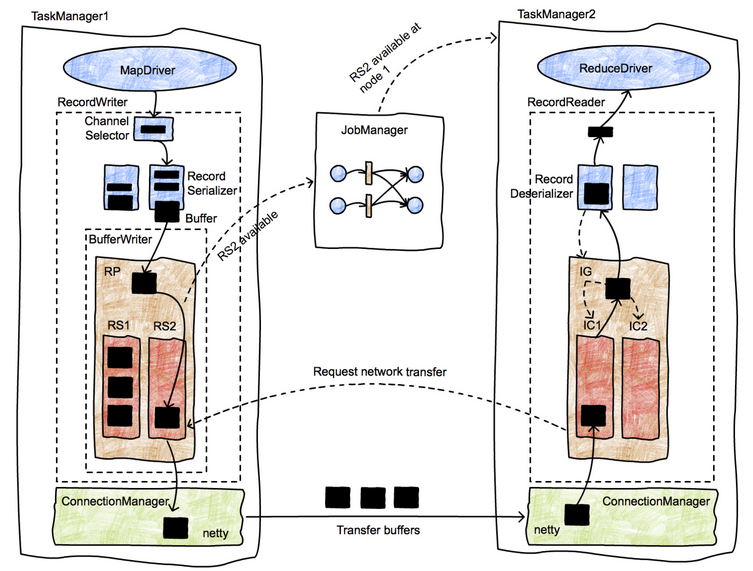 TaskManager1
MapDriver
RecordWriter
Channel
Selector
Record
Serializer
Buffer
BufferWriter
RP
RS1
RS2
ConnectionManager
netty
RS2 available
RS2 available at
node 1
JobManager
Request network transfer
Transfer buffers
TaskManager2
ReduceDriver
RecordReader
Record
Deserializer
IG
IC1
IC2
ConnectionManager
netty